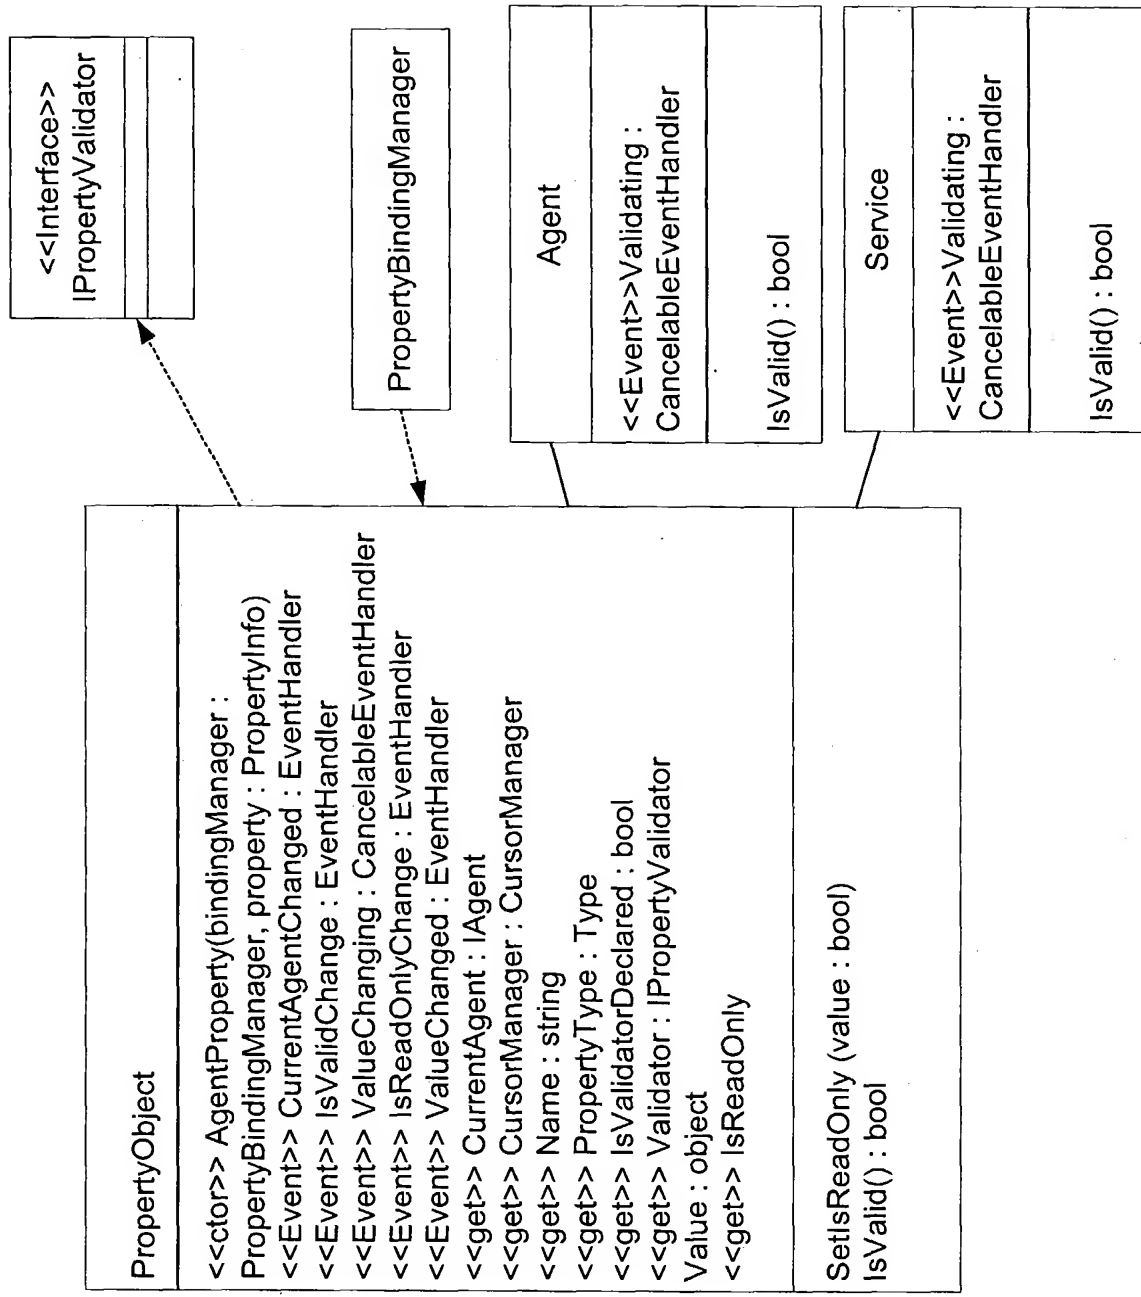 PropertyObject
<<ctor>> AgentProperty(bindingManager :
PropertyBindingManager, property : PropertyInfo)
<<Event>> CurrentAgentChanged : EventHandler
<<Event>> IsValidChange : EventHandler
<<Event>> ValueChanging : CancelableEventHandler
<<Event>> IsReadOnlyChange : EventHandler
<<Event>> ValueChanged : EventHandler
<<get>> CurrentAgent : IAgent
<<get>> CursorManager : CursorManager
<<get>> Name : string
<<get>> PropertyType : Type
<<get>> IsValidatorDeclared : bool
<<get>> Validator : IPropertyValidator
Value : object
<<get>> IsReadOnly
SetIsReadOnly (value : bool)
IsValid() : bool
<<Interface>>
IPropertyValidator
PropertyBindingManager
Agent
<<Event>>Validating :
CancelableEventHandler
IsValid() : bool
Service
<<Event>>Validating :
CancelableEventHandler
IsValid() : bool